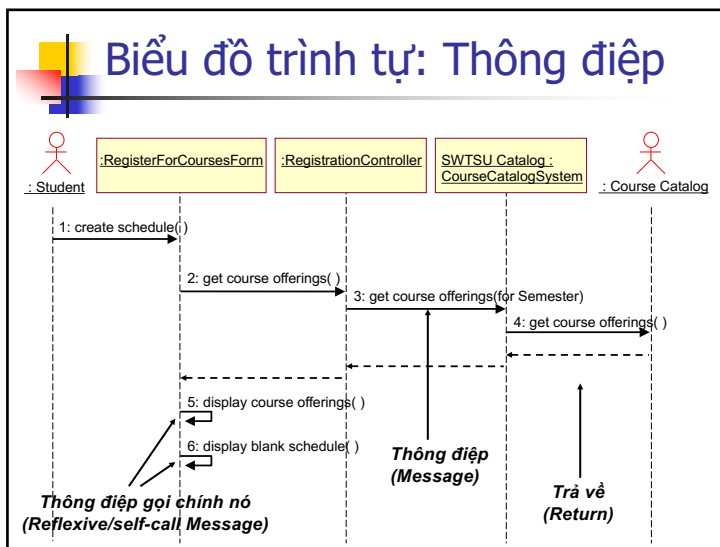 Biểu đồ trình tự: Thông điệp
: Student
:RegisterForCoursesForm
:RegistrationController
SWTSU Catalog :
CourseCatalogSystem
: Course Catalog
1: create schedule( )
2: get course offerings( )
3: get course offerings(for Semester)
4: get course offerings( )
5: display course offerings( )
6: display blank schedule( )
Thông điệp
(Message)
Thông điệp gọi chính nó
(Reflexive/self-call Message)
Trả về
(Return)